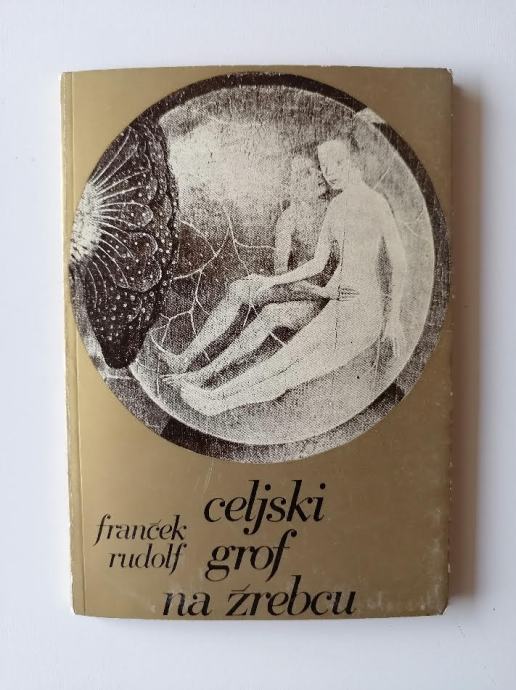 franček
rudolf
celjski
grof
na žrebcu